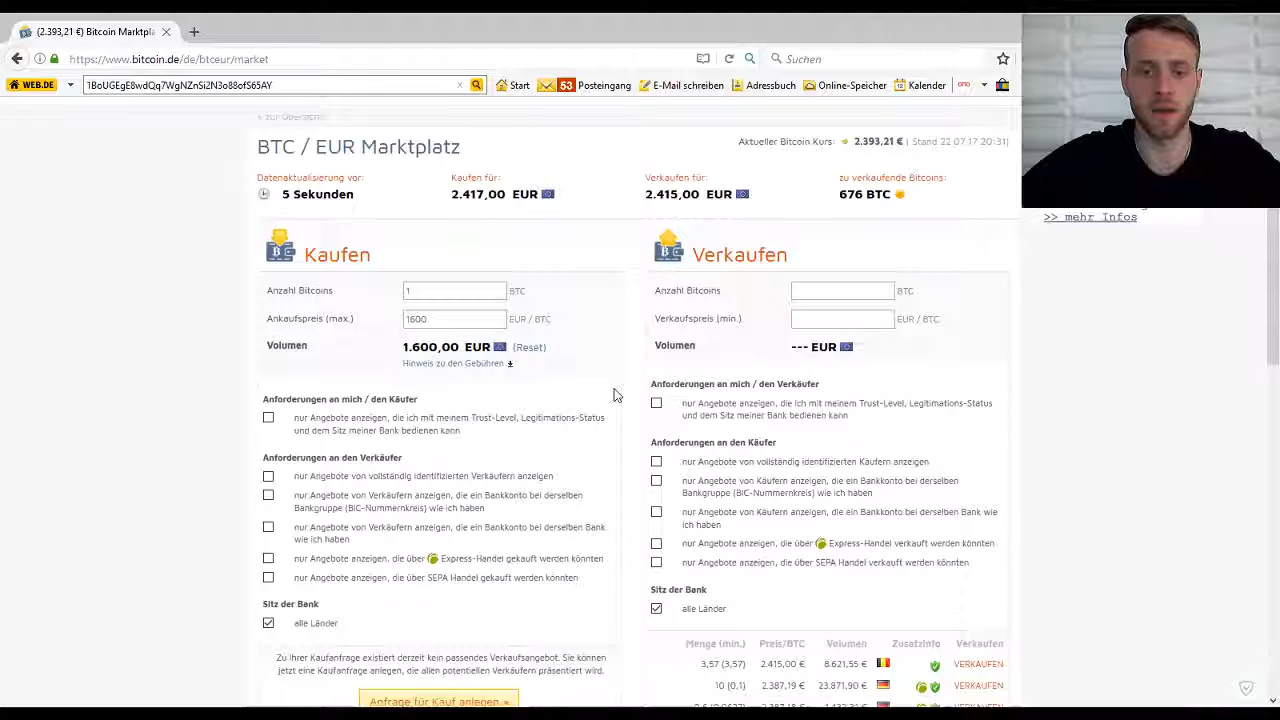 (2.393,21 €) Bitcoin Marktpla
https://www.bitcoin.de/de/btceur/market
Suchen
WEB.DE
1BoUGEgE8wdQq7WgNZnSi2N3o88ofS65AY
Start
53 Posteingang
E-Mail schreiben
Adressbuch
Online-Speicher
Kalender
« zur Übersicht
BTC / EUR Marktplatz
Aktueller Bitcoin Kurs: 2.393,21 € | Stand 22.07.17 20:31)
>> mehr Infos
Datenaktualisierung vor:
5 Sekunden
Kaufen für:
2.417,00 EUR
Verkaufen für:
2.415,00 EUR
zu verkaufende Bitcoins:
676 BTC
Kaufen
Anzahl Bitcoins 1 BTC
Ankaufspreis (max.) 1600 EUR / BTC
Volumen 1.600,00 EUR (Reset)
Hinweis zu den Gebühren
Anforderungen an mich / den Käufer
nur Angebote anzeigen, die ich mit meinem Trust-Level, Legitimations-Status
und dem Sitz meiner Bank bedienen kann
Anforderungen an den Verkäufer
nur Angebote von vollständig identifizierten Verkäufern anzeigen
nur Angebote von Verkäufern anzeigen, die ein Bankkonto bei derselben
Bankgruppe (BIC-Nummernkreis) wie ich haben
nur Angebote von Verkäufern anzeigen, die ein Bankkonto bei derselben Bank
wie ich haben
nur Angebote anzeigen, die über Express-Handel gekauft werden könnten
nur Angebote anzeigen, die über SEPA Handel gekauft werden könnten
Sitz der Bank
alle Länder
Zu Ihrer Kaufanfrage existiert derzeit kein passendes Verkaufsangebot. Sie können
jetzt eine Kaufanfrage anlegen, die allen potentiellen Verkäufern präsentiert wird.
Anfrage für Kauf anlegen »
Verkaufen
Anzahl Bitcoins BTC
Verkaufspreis (min.) EUR / BTC
Volumen --- EUR
Anforderungen an mich / den Verkäufer
nur Angebote anzeigen, die ich mit meinem Trust-Level, Legitimations-Status
und dem Sitz meiner Bank bedienen kann
Anforderungen an den Käufer
nur Angebote von vollständig identifizierten Käufern anzeigen
nur Angebote von Käufern anzeigen, die ein Bankkonto bei derselben
Bankgruppe (BIC-Nummernkreis) wie ich haben
nur Angebote von Käufern anzeigen, die ein Bankkonto bei derselben Bank wie
ich haben
nur Angebote anzeigen, die über Express-Handel verkauft werden könnten
nur Angebote anzeigen, die über SEPA Handel verkauft werden könnten
Sitz der Bank
alle Länder
Menge (min.) Preis/BTC Volumen Zusatzinfo Verkaufen
3,57 (3,57) 2.415,00 € 8.621,55 € VERKAUFEN
10 (0,1) 2.387,19 € 23.871,90 € VERKAUFEN